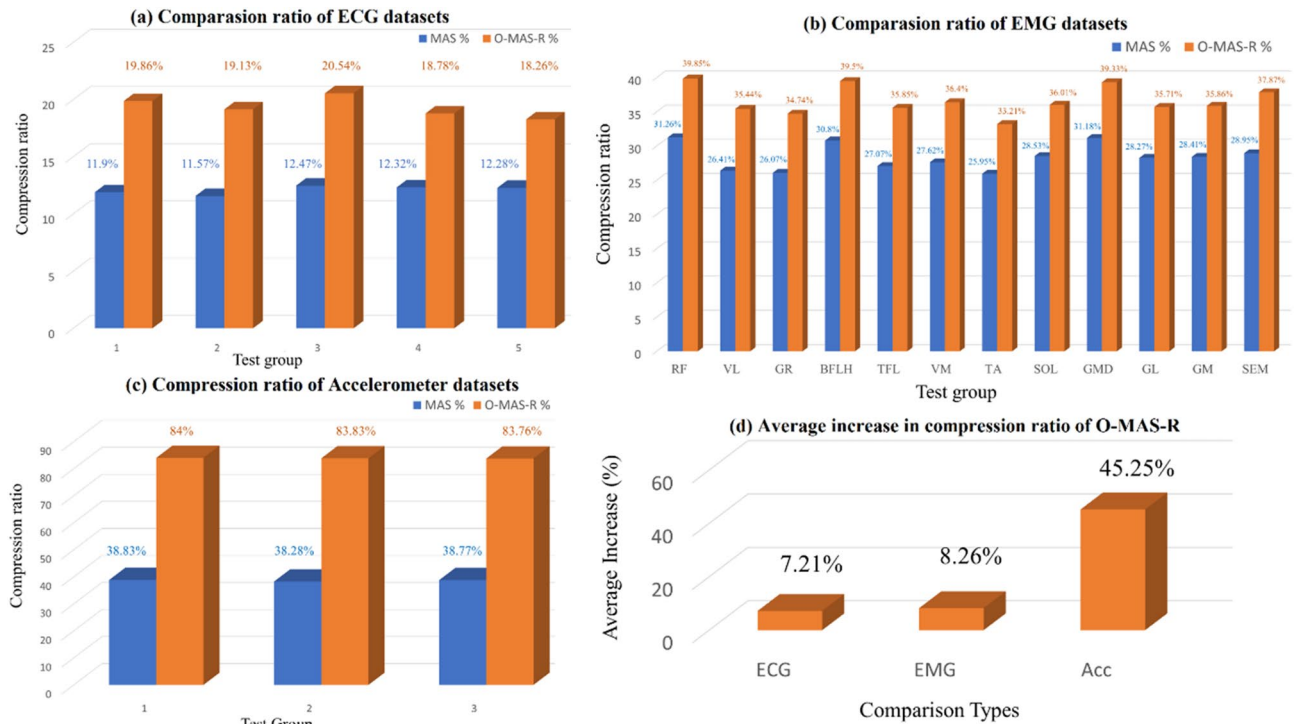 (a) Comparasion ratio of ECG datasets
MAS % O-MAS-R %
Compression ratio
25
20
15
10
5
0
19.86% 19.13% 20.54% 18.78% 18.26%
11.9% 11.57% 12.47% 12.32% 12.28%
1 2 3 4 5
Test group
(b) Comparasion ratio of EMG datasets
MAS % O-MAS-R %
Compression ratio
40
35
30
25
20
15
10
5
0
39.85% 35.44% 34.74% 39.5% 35.85% 36.4% 33.21% 36.01% 39.33% 35.71% 35.86% 37.87%
31.26% 26.41% 26.07% 30.8% 27.07% 27.62% 25.95% 28.53% 31.18% 28.27% 28.41% 28.95%
RF VL GR BFLH TFL VM TA SOL GMD GL GM SEM
Test group
(c) Compression ratio of Accelerometer datasets
MAS % O-MAS-R %
Compression ratio
90
80
70
60
50
40
30
20
10
0
84% 83.83% 83.76%
38.83% 38.28% 38.77%
1 2 3
Test Group
(d) Average increase in compression ratio of O-MAS-R
Average Increase (%)
60
40
20
0
7.21% 8.26% 45.25%
ECG EMG Acc
Comparison Types